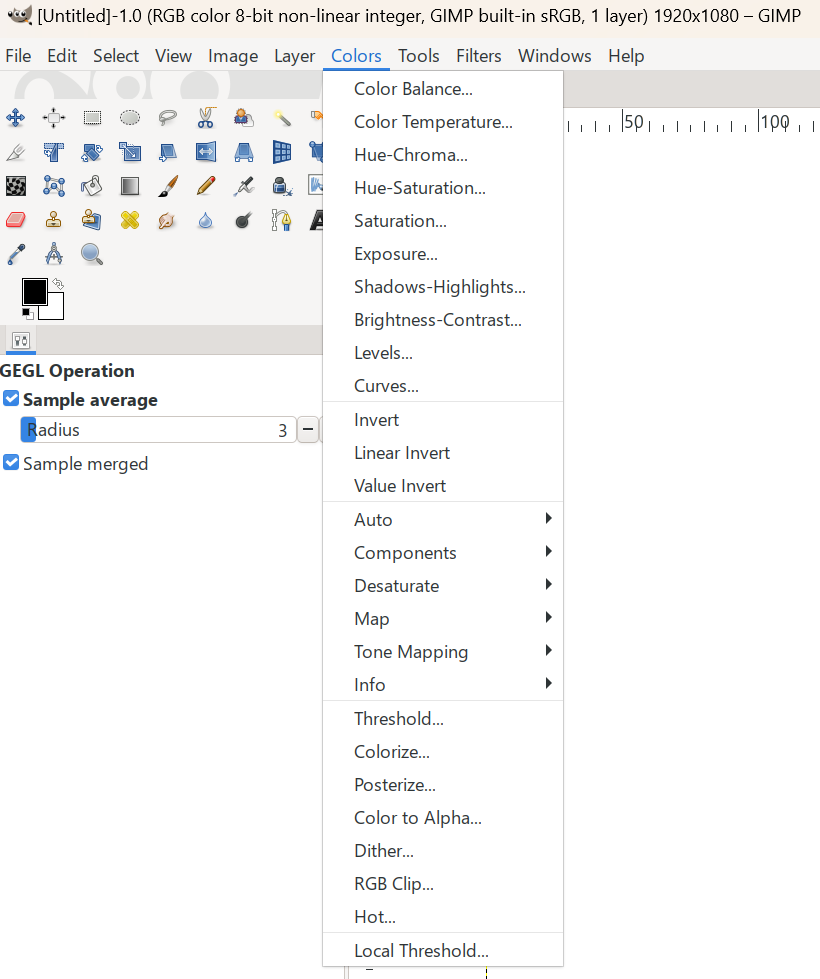 [Untitled]-1.0 (RGB color 8-bit non-linear integer, GIMP built-in sRGB, 1 layer) 1920x1080 – GIMP
File Edit Select View Image Layer Colors Tools Filters Windows Help
Color Balance...
50 100
Color Temperature...
Hue-Chroma...
Hue-Saturation...
Saturation...
Exposure...
Shadows-Highlights...
Brightness-Contrast...
Levels...
GEGL Operation
Curves...
Sample average
Invert
Radius 3
Linear Invert
Sample merged
Value Invert
Auto
Components
Desaturate
Map
Tone Mapping
Info
Threshold...
Colorize...
Posterize...
Color to Alpha...
Dither...
RGB Clip...
Hot...
Local Threshold...